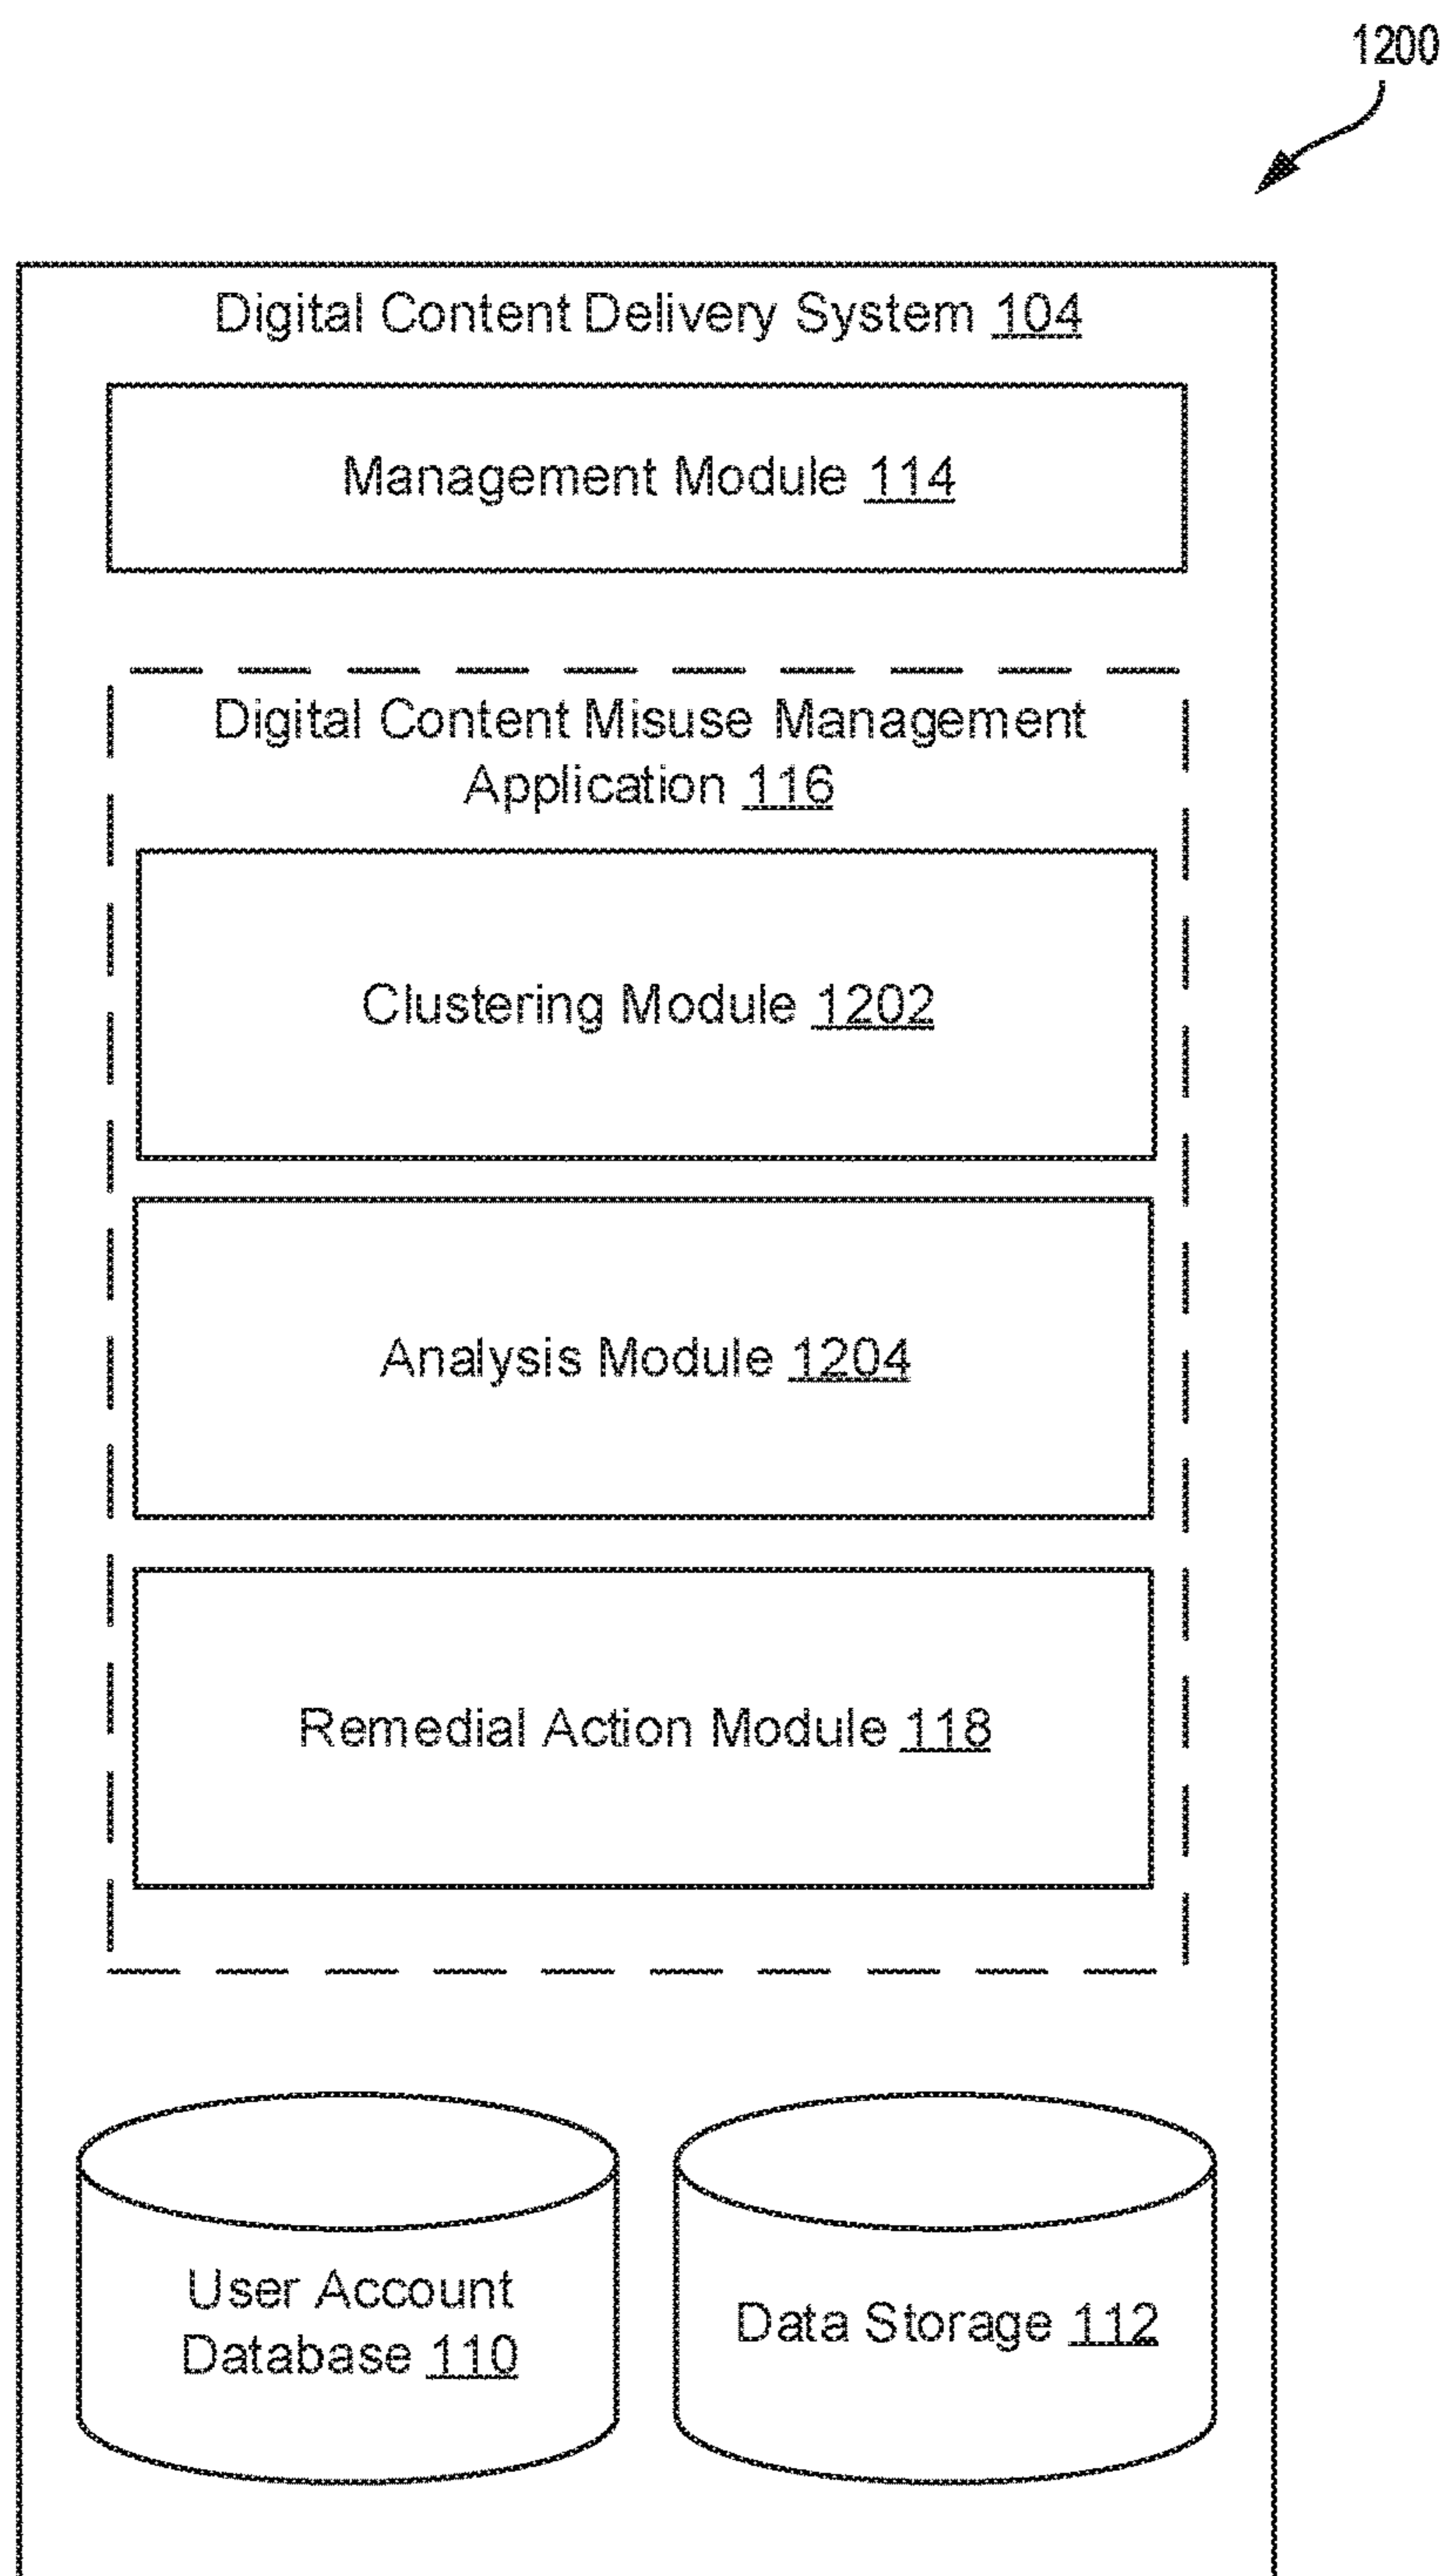 1200
Digital Content Delivery System 104
Management Module 114
Digital Content Misuse Management
Application 116
Clustering Module 1202
Analysis Module 1204
Remedial Action Module 118
User Account
Database 110
Data Storage 112